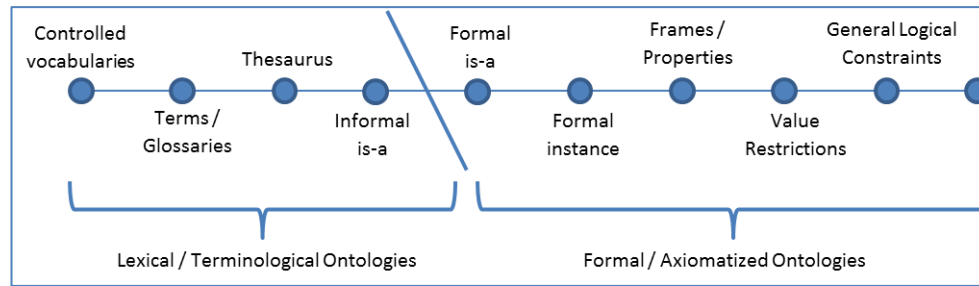 Controlled
vocabularies
Terms /
Glossaries
Thesaurus
Informal
is-a
Formal
is-a
Formal
instance
Frames /
Properties
Value
Restrictions
General Logical
Constraints
Lexical / Terminological Ontologies
Formal / Axiomatized Ontologies